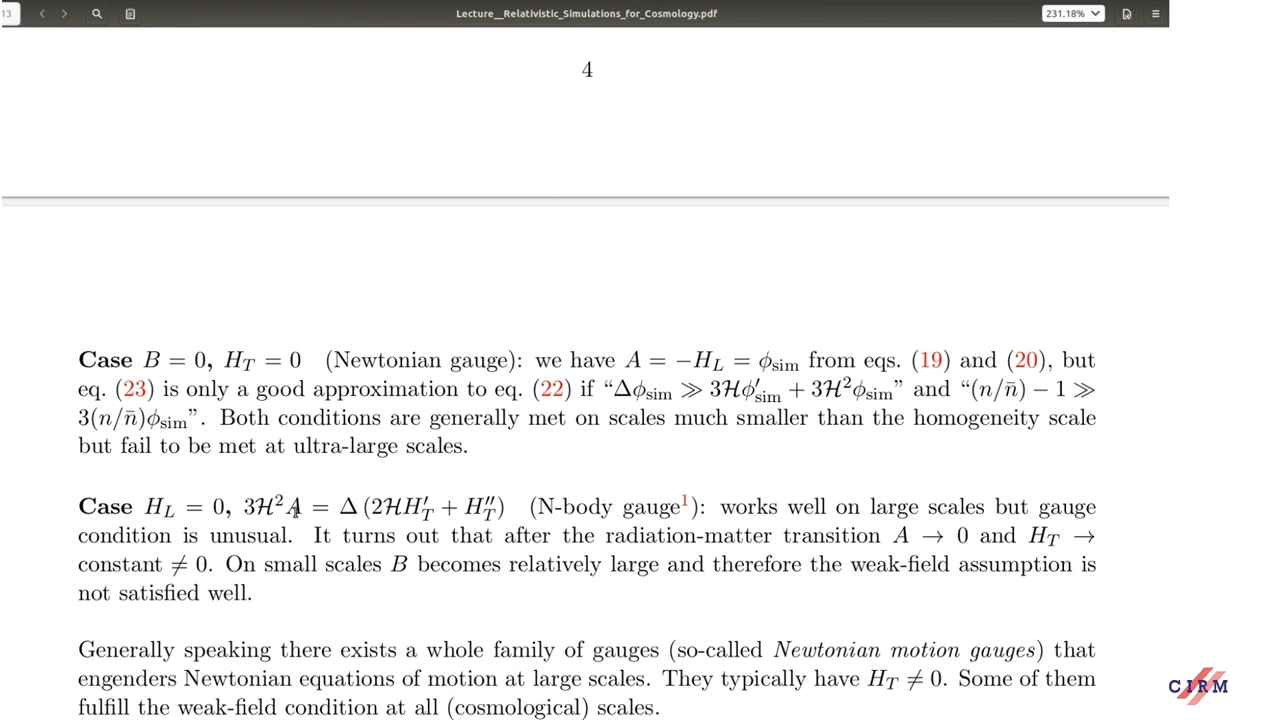 13
Lecture__Relativistic_Simulations_for_Cosmology.pdf
231.18%
4
Case B = 0, H_T = 0 (Newtonian gauge): we have A = −H_L = ϕ_sim from eqs. (19) and (20), but
eq. (23) is only a good approximation to eq. (22) if “Δϕ_sim ≫ 3ℋϕ′_sim + 3ℋ²ϕ_sim” and “(n/n̄) − 1 ≫
3(n/n̄)ϕ_sim”. Both conditions are generally met on scales much smaller than the homogeneity scale
but fail to be met at ultra-large scales.
Case H_L = 0, 3ℋ²A = Δ (2ℋH′_T + H″_T) (N-body gauge¹): works well on large scales but gauge
condition is unusual. It turns out that after the radiation-matter transition A → 0 and H_T →
constant ≠ 0. On small scales B becomes relatively large and therefore the weak-field assumption is
not satisfied well.
Generally speaking there exists a whole family of gauges (so-called Newtonian motion gauges) that
engenders Newtonian equations of motion at large scales. They typically have H_T ≠ 0. Some of them
fulfill the weak-field condition at all (cosmological) scales.
CIRM